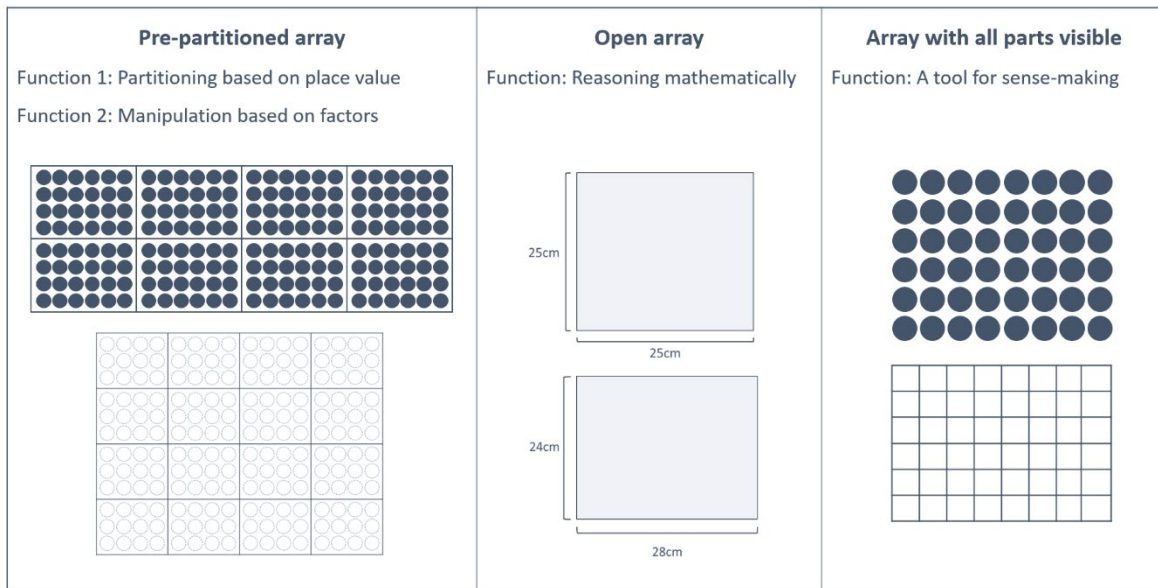 Pre-partitioned array
Function 1: Partitioning based on place value
Function 2: Manipulation based on factors
Open array
Function: Reasoning mathematically
25cm
25cm
24cm
28cm
Array with all parts visible
Function: A tool for sense-making